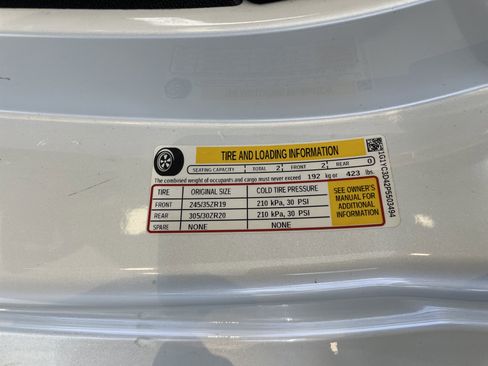 TIRE AND LOADING INFORMATION
SEATING CAPACITY TOTAL 2 FRONT 2 REAR 0
The combined weight of occupants and cargo must never exceed 192 kg or 423 lbs.
TIRE ORIGINAL SIZE COLD TIRE PRESSURE
FRONT 245/35ZR19 210 kPa, 30 PSI
REAR 305/30ZR20 210 kPa, 30 PSI
SPARE NONE NONE
SEE OWNER'S
MANUAL FOR
ADDITIONAL
INFORMATION
1G1YC3D42P5503494